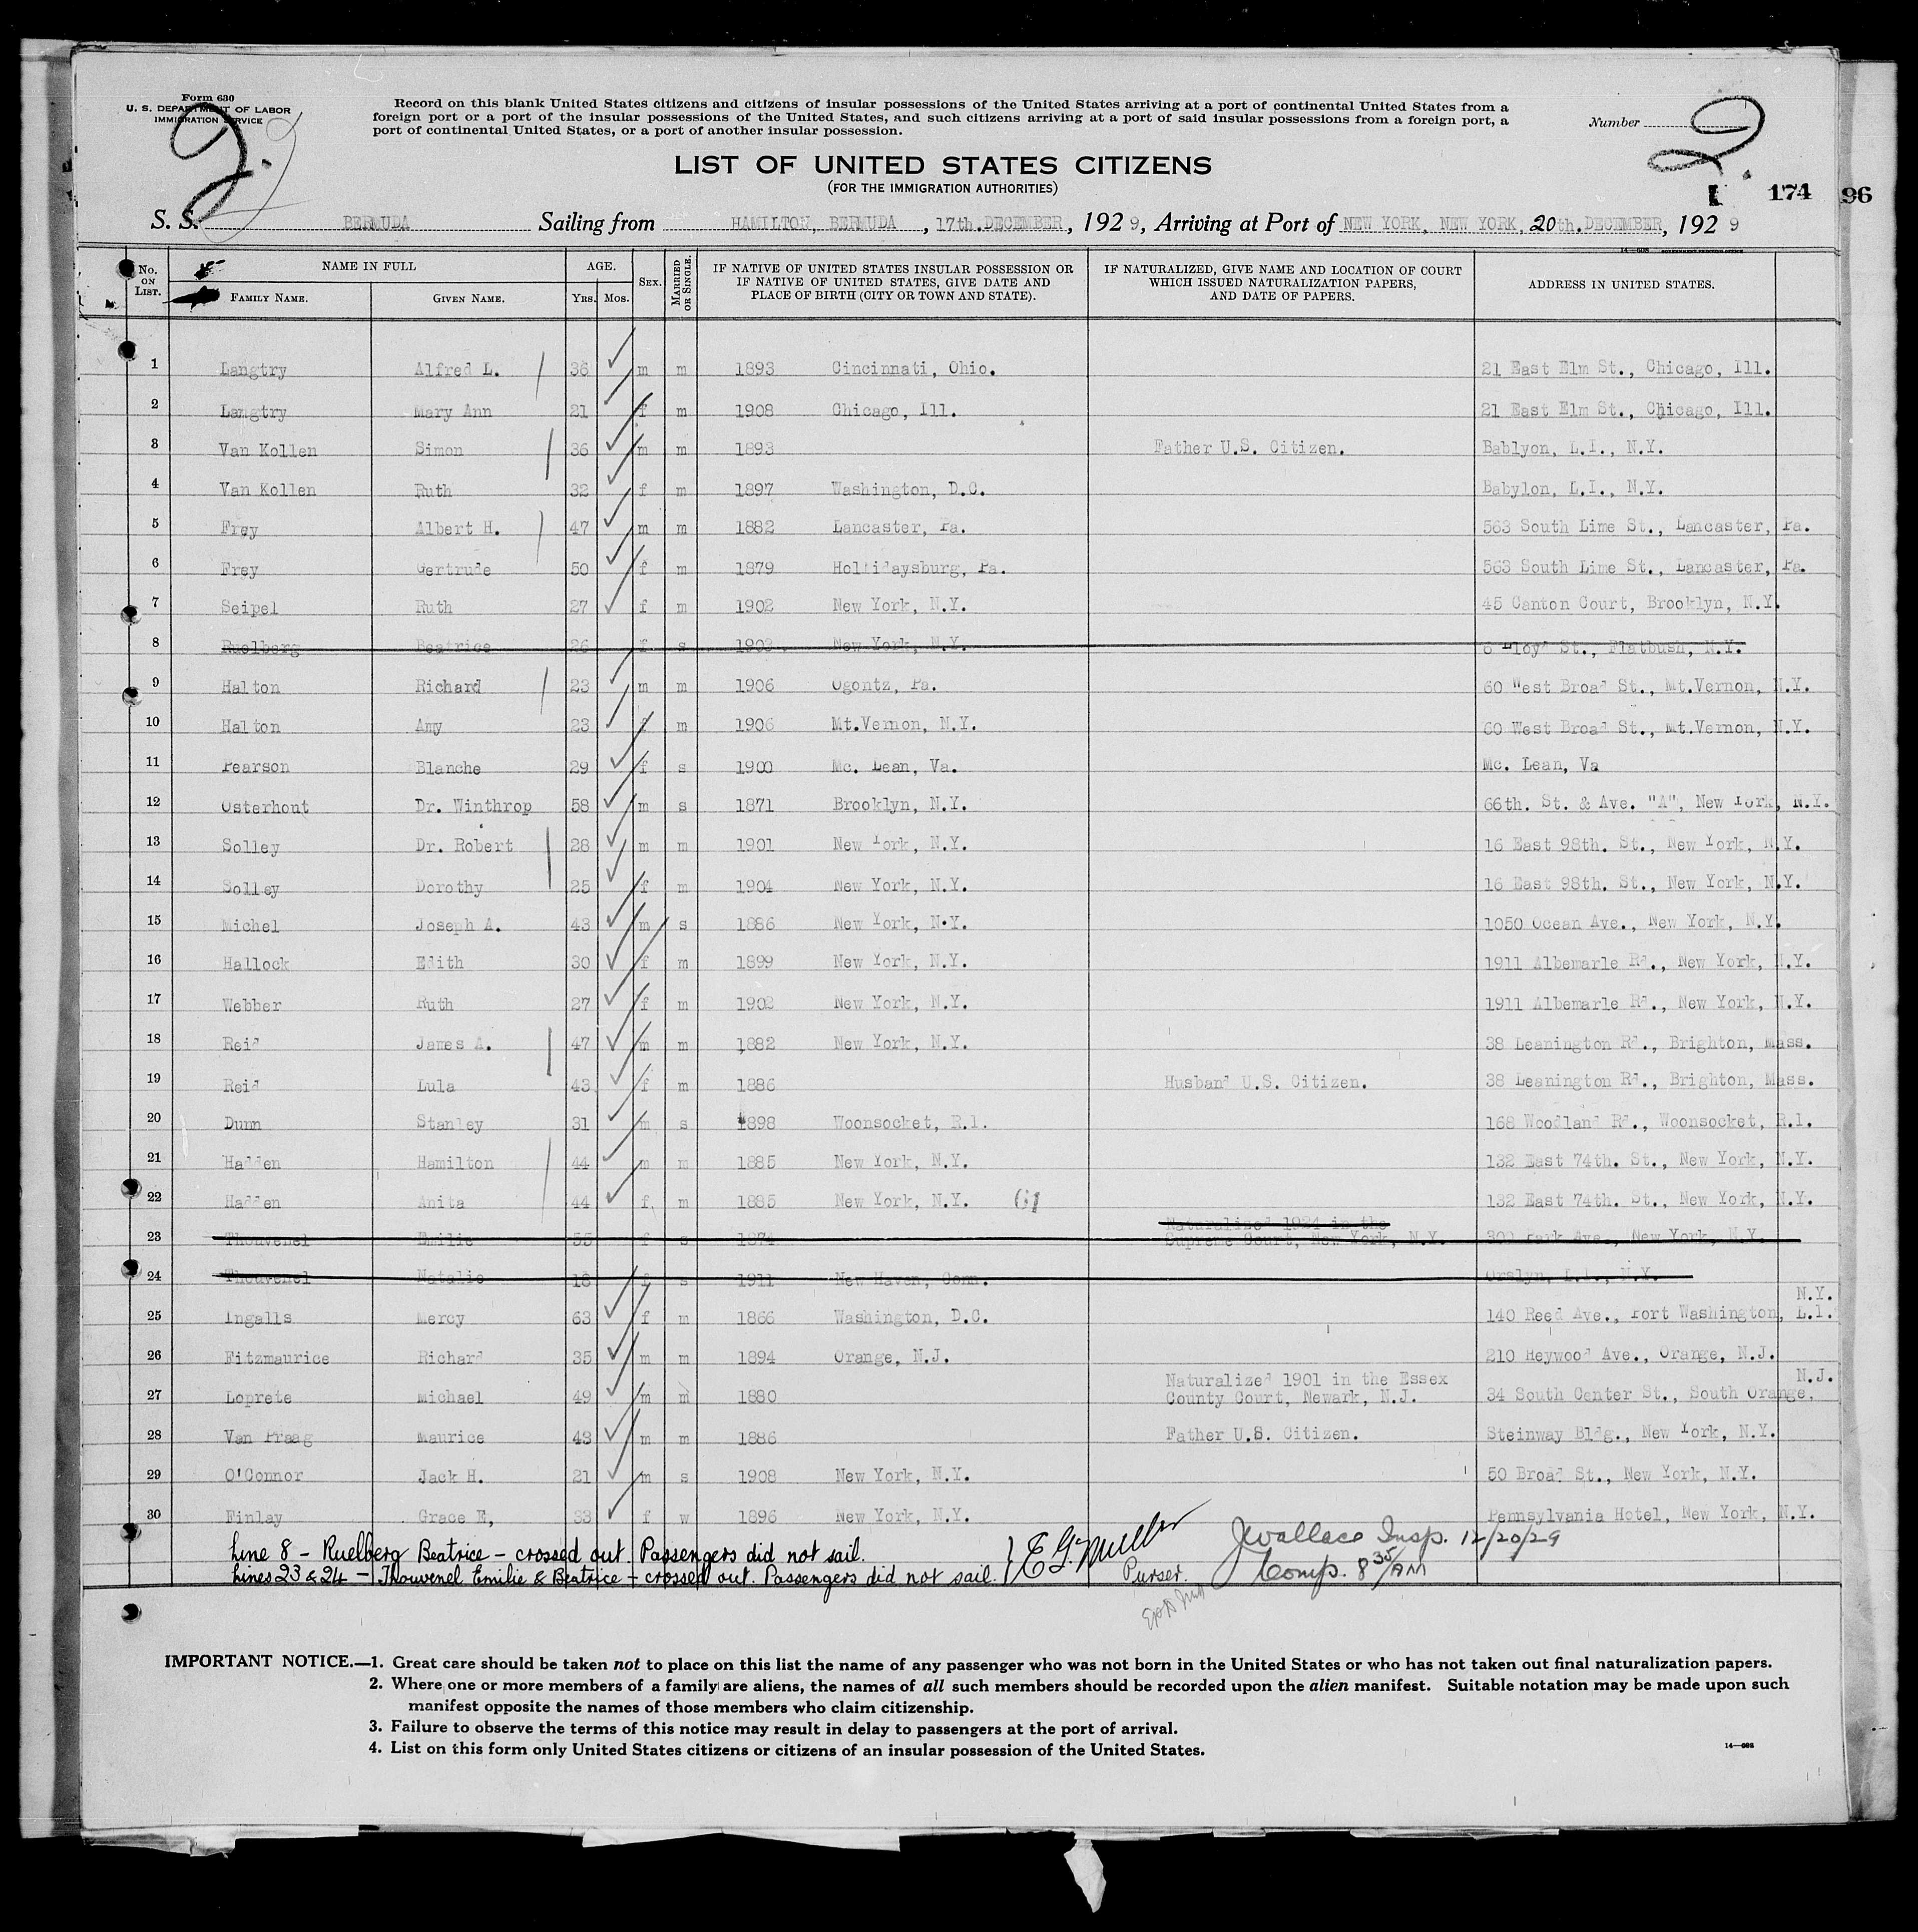 Form 630
U. S. DEPARTMENT OF LABOR
IMMIGRATION SERVICE
2.
Record on this blank United States citizens and citizens of insular possessions of the United States arriving at a port of continental United States from a
foreign port or a port of the insular possessions of the United States, and such citizens arriving at a port of said insular possessions from a foreign port, a
port of continental United States, or a port of another insular possession.
Number 2.
LIST OF UNITED STATES CITIZENS
(FOR THE IMMIGRATION AUTHORITIES)
174 96
S. S. BERMUDA Sailing from HAMILTON, BERMUDA, 17th.DECEMBER, 1929, Arriving at Port of NEW YORK, NEW YORK, 20th.DECEMBER, 1929
14—608 GOVERNMENT PRINTING OFFICE
No. ON LIST. NAME IN FULL AGE. SEX. MARRIED OR SINGLE. IF NATIVE OF UNITED STATES INSULAR POSSESSION OR IF NATIVE OF UNITED STATES, GIVE DATE AND PLACE OF BIRTH (CITY OR TOWN AND STATE). IF NATURALIZED, GIVE NAME AND LOCATION OF COURT WHICH ISSUED NATURALIZATION PAPERS, AND DATE OF PAPERS. ADDRESS IN UNITED STATES.
FAMILY NAME. GIVEN NAME. YRS. MOS.
1 Langtry Alfred L. 36 m m 1893 Cincinnati, Ohio. 21 East Elm St., Chicago, Ill.
2 Langtry Mary Ann 21 f m 1908 Chicago, Ill. 21 East Elm St., Chicago, Ill.
3 Van Kollen Simon 36 m m 1893 Father U.S. Citizen. Bablyon, L.I., N.Y.
4 Van Kollen Ruth 32 f m 1897 Washington, D.C. Babylon, L.I., N.Y.
5 Frey Albert H. 47 m m 1882 Lancaster, Pa. 563 South Lime St., Lancaster, Pa.
6 Frey Gertrude 50 f m 1879 Hollidaysburg, Pa. 563 South Lime St., Lancaster, Pa.
7 Seipel Ruth 27 f m 1902 New York, N.Y. 45 Canton Court, Brooklyn, N.Y.
8 Ruelberg Beatrice 26 f s 1903 New York, N.Y. 6 Lloyd St., Flatbush, N.Y.
9 Halton Richard 23 m m 1906 Ogontz, Pa. 60 West Broad St., Mt.Vernon, N.Y.
10 Halton Amy 23 f m 1906 Mt.Vernon, N.Y. 60 West Broad St., Mt.Vernon, N.Y.
11 Pearson Blanche 29 f s 1900 Mc. Lean, Va. Mc. Lean, Va
12 Osterhout Dr. Winthrop 58 m s 1871 Brooklyn, N.Y. 66th. St. & Ave. "A", New York, N.Y.
13 Solley Dr. Robert 28 m m 1901 New York, N.Y. 16 East 98th. St., New York, N.Y.
14 Solley Dorothy 25 f m 1904 New York, N.Y. 16 East 98th. St., New York, N.Y.
15 Michel Joseph A. 43 m s 1886 New York, N.Y. 1050 Ocean Ave., New York, N.Y.
16 Hallock Edith 30 f m 1899 New York, N.Y. 1911 Albemarle Rd., New York, N.Y.
17 Webber Ruth 27 f m 1902 New York, N.Y. 1911 Albemarle Rd., New York, N.Y.
18 Reid James A. 47 m m 1882 New York, N.Y. 38 Leanington Rd., Brighton, Mass.
19 Reid Lula 43 f m 1886 Husband U.S. Citizen. 38 Leanington Rd., Brighton, Mass.
20 Dunn Stanley 31 m s 1898 Woonsocket, R.I. 168 Woodland Rd., Woonsocket, R.I.
21 Hadden Hamilton 44 m m 1885 New York, N.Y. 132 East 74th. St., New York, N.Y.
22 Hadden Anita 44 f m 1885 New York, N.Y. 132 East 74th. St., New York, N.Y.
Naturalized 1924 in the
23 Thouvenel Emilie 55 f s 1874 Supreme Court, New York, N.Y. 300 Park Ave., New York, N.Y.
24 Thouvenel Natalie 18 f s 1911 New Haven, Conn. Oralyn, L.I., N.Y.
N.Y.
25 Ingalls Mercy 63 f m 1866 Washington, D.C. 140 Reed Ave., Port Washington, L.I.
26 Fitzmaurice Richard 35 m m 1894 Orange, N.J. 210 Heywood Ave., Orange, N.J.
Naturalized 1901 in the Essex N.J.
27 Loprete Michael 49 m m 1880 County Court, Newark, N.J. 34 South Center St., South Orange,
28 Van Praag Maurice 43 m m 1886 Father U.S. Citizen. Steinway Bldg., New York, N.Y.
29 O'Connor Jack H. 21 m s 1908 New York, N.Y. 50 Broad St., New York, N.Y.
30 Finlay Grace E, 33 f w 1896 New York, N.Y. Pennsylvania Hotel, New York, N.Y.
Line 8 – Ruelberg Beatrice – crossed out. Passengers did not sail. E G. Muller JWallace Insp. 12/20/29
Lines 23 & 24 – Thouvenel Emilie & Beatrice – crossed out. Passengers did not sail. Purser. Comp. 8 35/AM
IMPORTANT NOTICE.—1. Great care should be taken not to place on this list the name of any passenger who was not born in the United States or who has not taken out final naturalization papers.
2. Where one or more members of a family are aliens, the names of all such members should be recorded upon the alien manifest. Suitable notation may be made upon such
manifest opposite the names of those members who claim citizenship.
3. Failure to observe the terms of this notice may result in delay to passengers at the port of arrival.
4. List on this form only United States citizens or citizens of an insular possession of the United States.
14—608